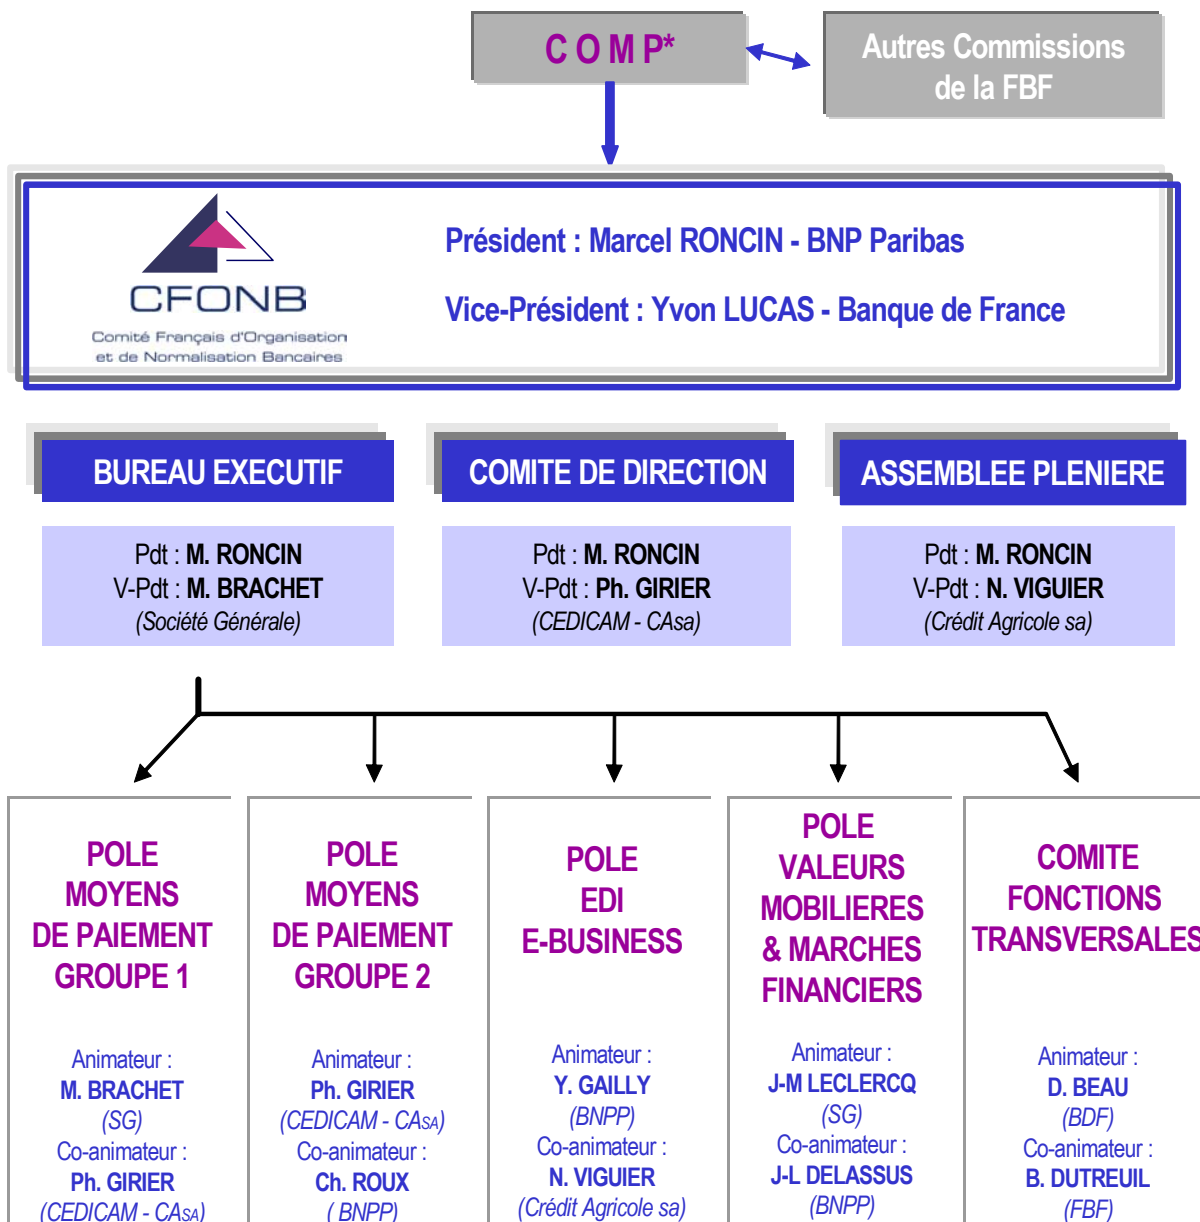 C O M P*
Autres Commissions
de la FBF
CFONB
Comité Français d'Organisation
et de Normalisation Bancaires
Président : Marcel RONCIN - BNP Paribas
Vice-Président : Yvon LUCAS - Banque de France
BUREAU EXECUTIF
Pdt : M. RONCIN
V-Pdt : M. BRACHET
(Société Générale)
COMITE DE DIRECTION
Pdt : M. RONCIN
V-Pdt : Ph. GIRIER
(CEDICAM - CAsa)
ASSEMBLEE PLENIERE
Pdt : M. RONCIN
V-Pdt : N. VIGUIER
(Crédit Agricole sa)
POLE
MOYENS
DE PAIEMENT
GROUPE 1
Animateur :
M. BRACHET
(SG)
Co-animateur :
Ph. GIRIER
(CEDICAM - CASA)
POLE
MOYENS
DE PAIEMENT
GROUPE 2
Animateur :
Ph. GIRIER
(CEDICAM - CASA)
Co-animateur :
Ch. ROUX
( BNPP)
POLE
EDI
E-BUSINESS
Animateur :
Y. GAILLY
(BNPP)
Co-animateur :
N. VIGUIER
(Crédit Agricole sa)
POLE
VALEURS
MOBILIERES
& MARCHES
FINANCIERS
Animateur :
J-M LECLERCQ
(SG)
Co-animateur :
J-L DELASSUS
(BNPP)
COMITE
FONCTIONS
TRANSVERSALES
Animateur :
D. BEAU
(BDF)
Co-animateur :
B. DUTREUIL
(FBF)